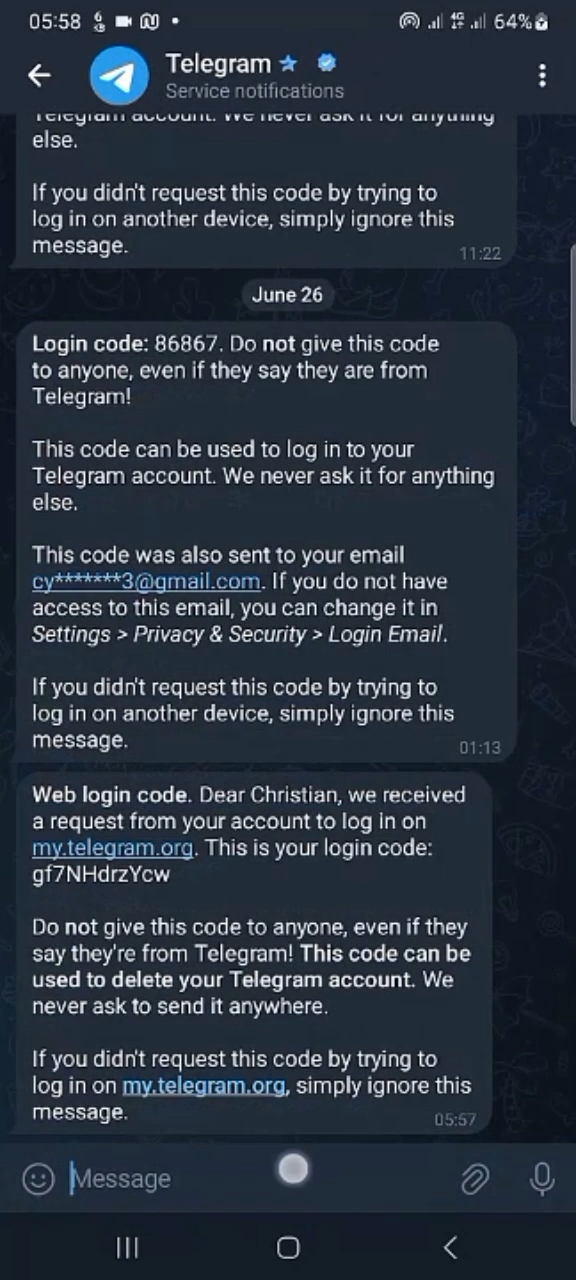 05:58
64%
Telegram
Service notifications
Telegram account. We never ask it for anything
else.
If you didn't request this code by trying to
log in on another device, simply ignore this
message.
11:22
June 26
Login code: 86867. Do not give this code
to anyone, even if they say they are from
Telegram!
This code can be used to log in to your
Telegram account. We never ask it for anything
else.
This code was also sent to your email
cy*******3@gmail.com. If you do not have
access to this email, you can change it in
Settings > Privacy & Security > Login Email.
If you didn't request this code by trying to
log in on another device, simply ignore this
message.
01:13
Web login code. Dear Christian, we received
a request from your account to log in on
my.telegram.org. This is your login code:
gf7NHdrzYcw
Do not give this code to anyone, even if they
say they're from Telegram! This code can be
used to delete your Telegram account. We
never ask to send it anywhere.
If you didn't request this code by trying to
log in on my.telegram.org, simply ignore this
message.
05:57
Message